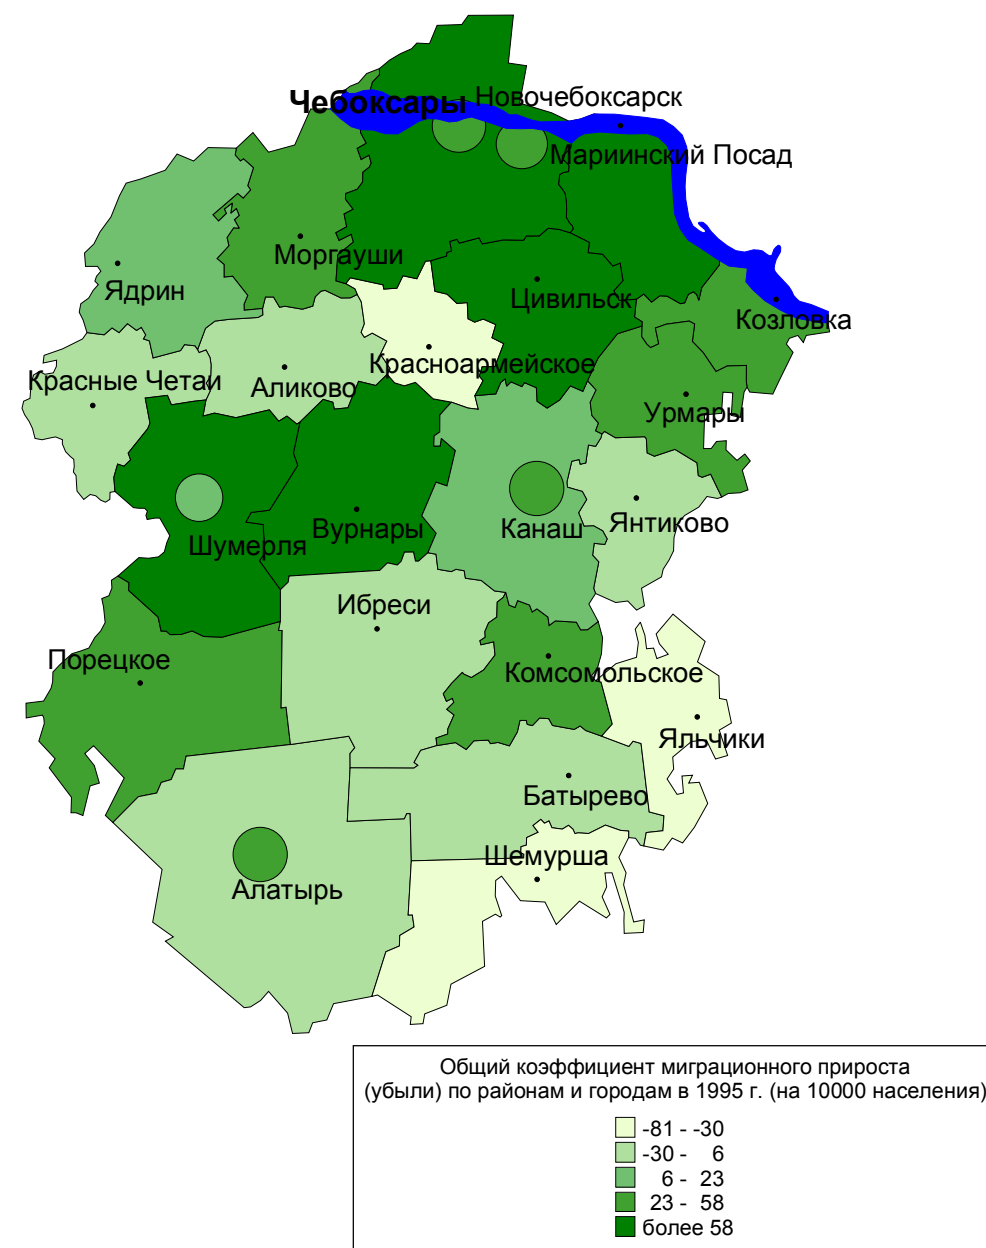 Чебоксары
Новочебоксарск
Мариинский Посад
Моргауши
Ядрин
Цивильск
Козловка
Красноармейское
Красные Четаи
Аликово
Урмары
Вурнары
Канаш
Янтиково
Шумерля
Ибреси
Порецкое
Комсомольское
Яльчики
Батырево
Шемурша
Алатырь
Общий коэффициент миграционного прироста
(убыли) по районам и городам в 1995 г. (на 10000 населения)
-81 - -30
-30 - 6
6 - 23
23 - 58
более 58